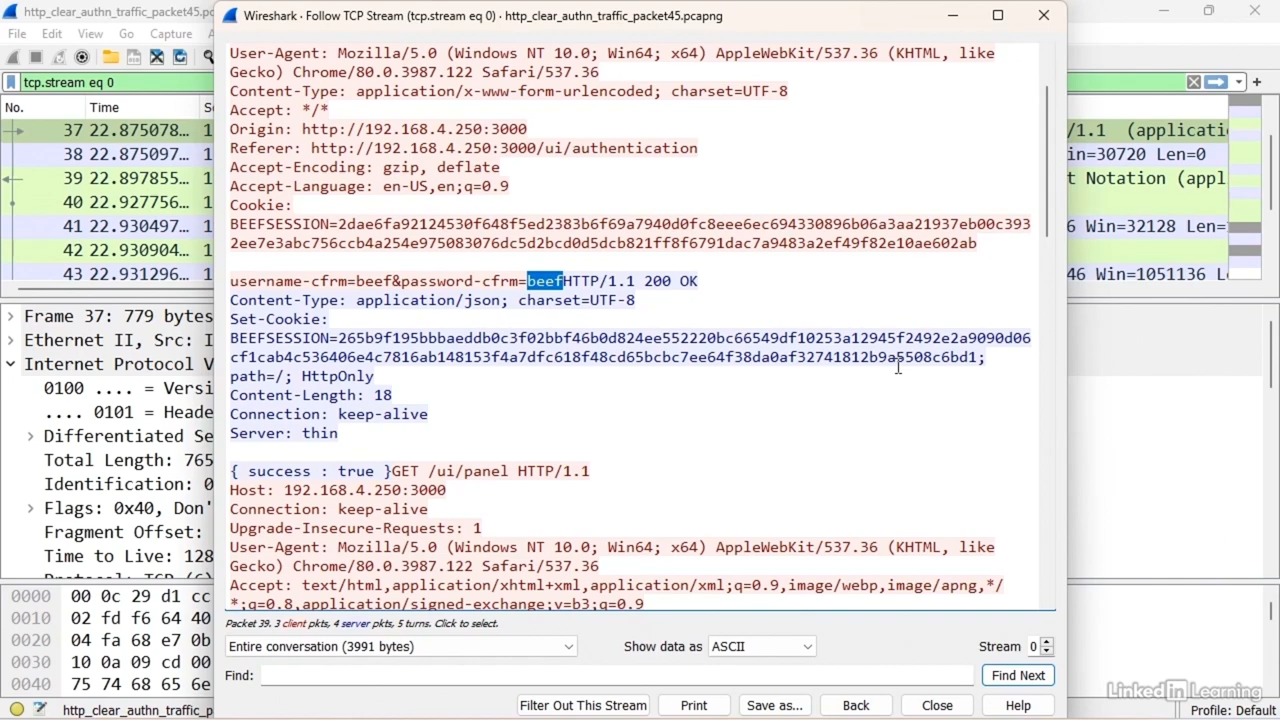 http_clear_authn_traffic_packet45.pc
File Edit View Go Capture
tcp.stream eq 0
No. Time
37 22.875078… 1
38 22.875097… 1
39 22.897855… 1
40 22.927756… 1
41 22.930497… 1
42 22.930904… 1
43 22.931296… 1
/1.1 (applicati
in=30720 Len=0
t Notation (appl
6 Win=32128 Len=
46 Win=1051136 L
Frame 37: 779 bytes
Ethernet II, Src: I
Internet Protocol V
0100 .... = Versi
.... 0101 = Heade
Differentiated Se
Total Length: 765
Identification: 0
Flags: 0x40, Don'
Fragment Offset:
Time to Live: 128
0000 00 0c 29 d1 cc
0010 02 fd f6 64 40
0020 04 fa 68 e7 0b
0030 10 0a 09 cd 00
0040 75 74 68 65 6e
http_clear_authn_traffic_p
Wireshark · Follow TCP Stream (tcp.stream eq 0) · http_clear_authn_traffic_packet45.pcapng
User-Agent: Mozilla/5.0 (Windows NT 10.0; Win64; x64) AppleWebKit/537.36 (KHTML, like
Gecko) Chrome/80.0.3987.122 Safari/537.36
Content-Type: application/x-www-form-urlencoded; charset=UTF-8
Accept: */*
Origin: http://192.168.4.250:3000
Referer: http://192.168.4.250:3000/ui/authentication
Accept-Encoding: gzip, deflate
Accept-Language: en-US,en;q=0.9
Cookie:
BEEFSESSION=2dae6fa92124530f648f5ed2383b6f69a7940d0fc8eee6ec694330896b06a3aa21937eb00c393
2ee7e3abc756ccb4a254e975083076dc5d2bcd0d5dcb821ff8f6791dac7a9483a2ef49f82e10ae602ab
username-cfrm=beef&password-cfrm=beefHTTP/1.1 200 OK
Content-Type: application/json; charset=UTF-8
Set-Cookie:
BEEFSESSION=265b9f195bbbaeddb0c3f02bbf46b0d824ee552220bc66549df10253a12945f2492e2a9090d06
cf1cab4c536406e4c7816ab148153f4a7dfc618f48cd65bcbc7ee64f38da0af32741812b9a5508c6bd1;
path=/; HttpOnly
Content-Length: 18
Connection: keep-alive
Server: thin
{ success : true }GET /ui/panel HTTP/1.1
Host: 192.168.4.250:3000
Connection: keep-alive
Upgrade-Insecure-Requests: 1
User-Agent: Mozilla/5.0 (Windows NT 10.0; Win64; x64) AppleWebKit/537.36 (KHTML, like
Gecko) Chrome/80.0.3987.122 Safari/537.36
Accept: text/html,application/xhtml+xml,application/xml;q=0.9,image/webp,image/apng,*/
*;q=0.8,application/signed-exchange;v=b3;q=0.9
Packet 39. 3 client pkts, 4 server pkts, 5 turns. Click to select.
Entire conversation (3991 bytes) Show data as ASCII Stream 0
Find: Find Next
Filter Out This Stream Print Save as... Back Close Help
LinkedIn Learning
Profile: Default